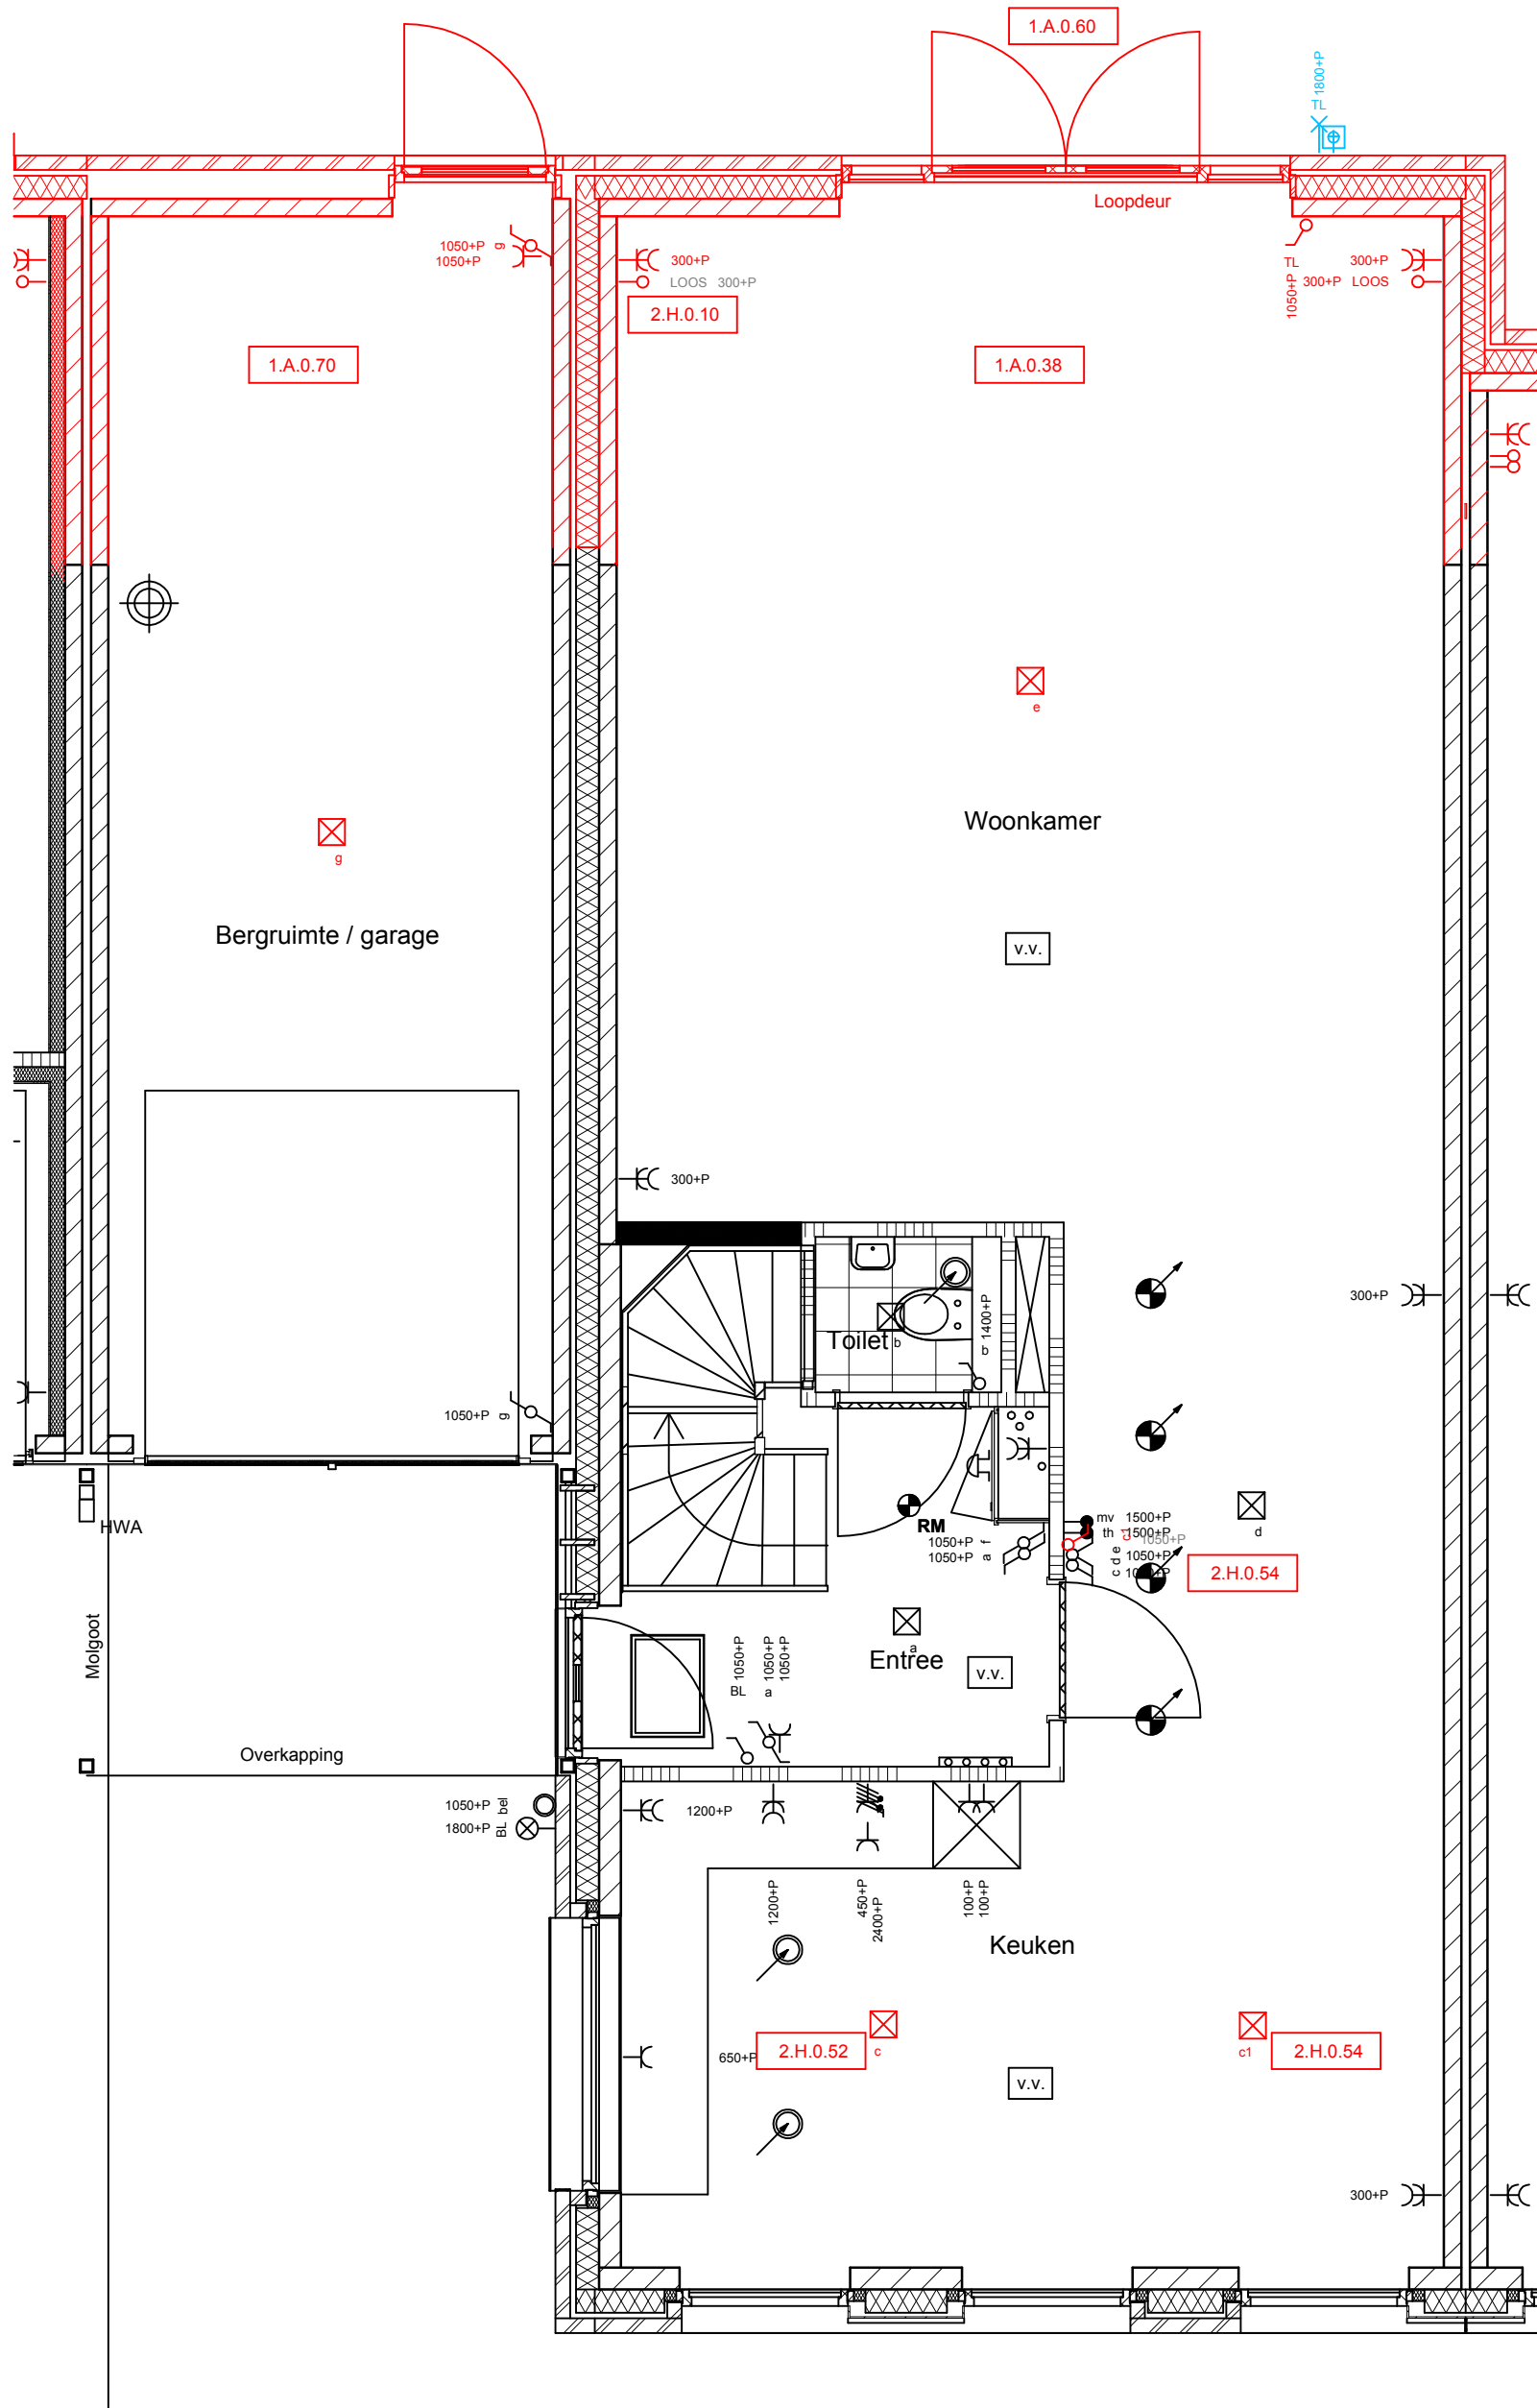 1.A.0.60
TL 1800+P
Loopdeur
1050+P g
1050+P
300+P
LOOS 300+P
2.H.0.10
TL
1050+P
300+P
300+P LOOS
1.A.0.70
1.A.0.38
e
Woonkamer
g
Bergruimte / garage
v.v.
300+P
300+P
Toilet
b
b 1400+P
1050+P g
HWA
RM
1050+P f
1050+P a
mv 1500+P
th 1500+P
c1 1050+P
c d e 1050+P
1050+P
d
2.H.0.54
Molgoot
a
Entree
v.v.
BL 1050+P
a 1050+P
1050+P
Overkapping
1050+P bel
1800+P BL
1200+P
1200+P
450+P
2400+P
100+P
100+P
Keuken
650+P
2.H.0.52
c
c1
2.H.0.54
v.v.
300+P